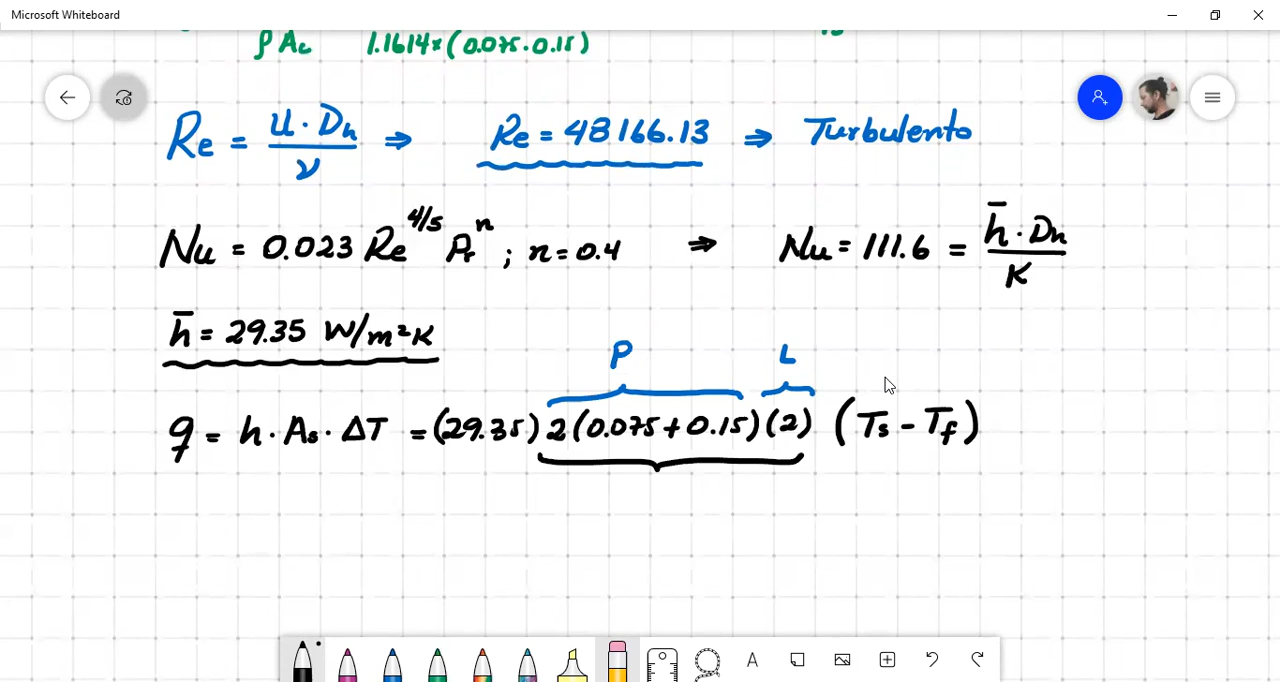 Microsoft Whiteboard
ρ Ac 1.1614×(0.075·0.15)
Re = u·Dh/ν ⇒ Re = 48166.13 ⇒ Turbulento
Nu = 0.023 Re^4/5 Pr^n ; n=0.4 ⇒ Nu = 111.6 = h̄·Dh/K
h̄ = 29.35 W/m²K
P L
q = h·As·ΔT = (29.35) 2(0.075+0.15)(2) (Ts - Tf)